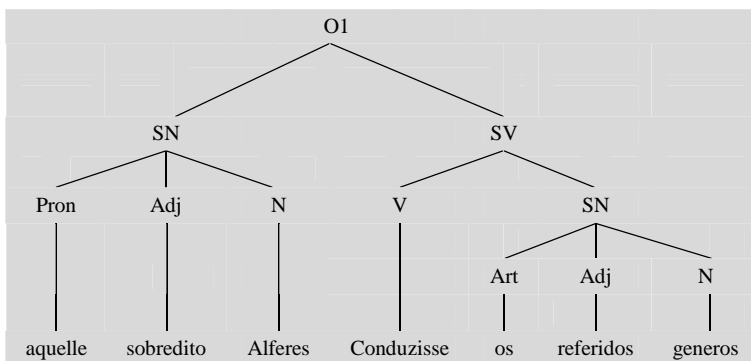 O1
SN SV
Pron Adj N V SN
Art Adj N
aquelle sobredito Alferes Conduzisse os referidos generos